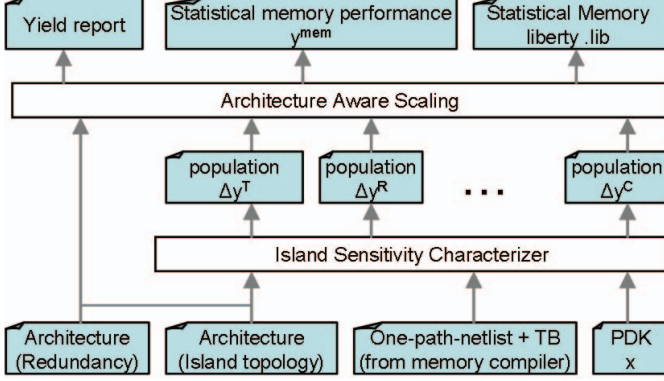 Yield report
Statistical memory performance
y^mem
Statistical Memory
liberty .lib
Architecture Aware Scaling
population
Δy^T
population
Δy^R
...
population
Δy^C
Island Sensitivity Characterizer
Architecture
(Redundancy)
Architecture
(Island topology)
One-path-netlist + TB
(from memory compiler)
PDK
x